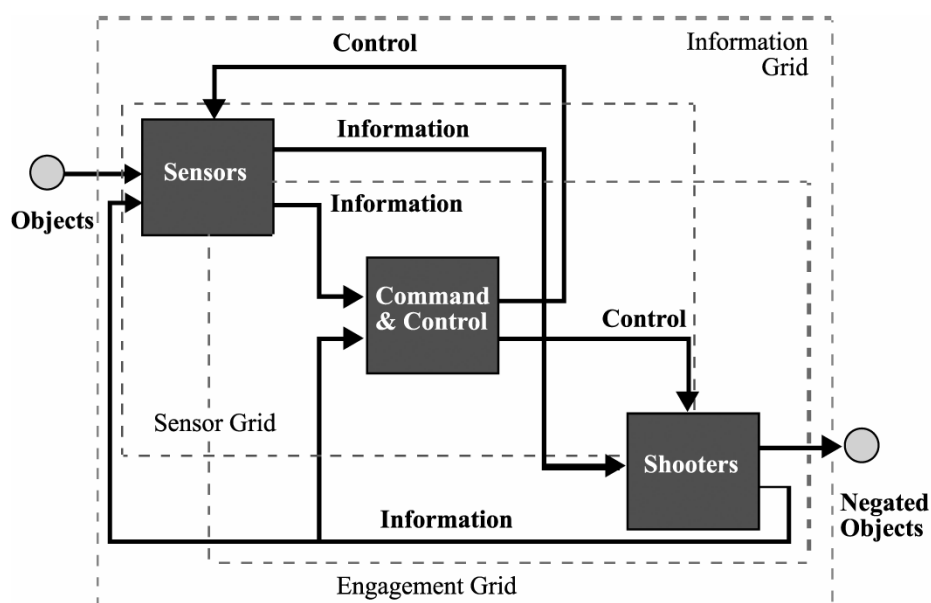 Control
Information
Grid
Information
Sensors
Information
Objects
Command
& Control
Control
Sensor Grid
Shooters
Information
Negated
Objects
Engagement Grid